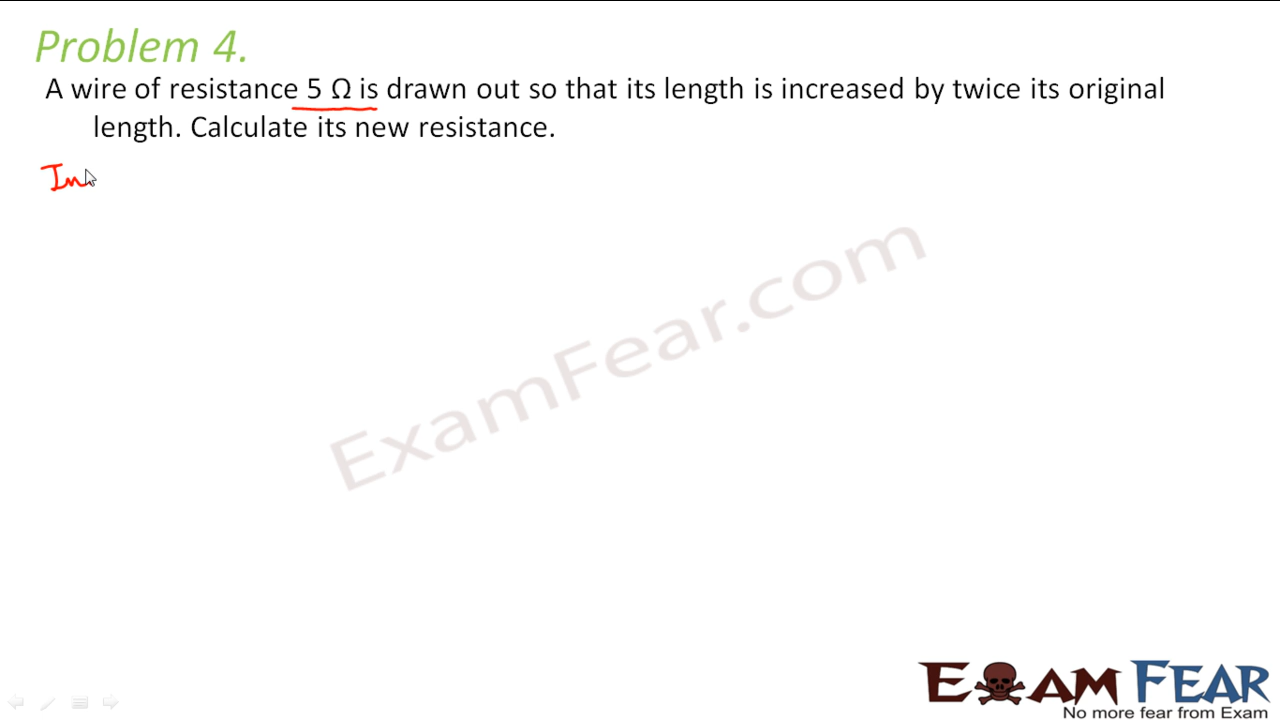 Problem 4.
A wire of resistance 5 Ω is drawn out so that its length is increased by twice its original
length. Calculate its new resistance.
In
ExamFear.com
EXAM FEAR
No more fear from Exam